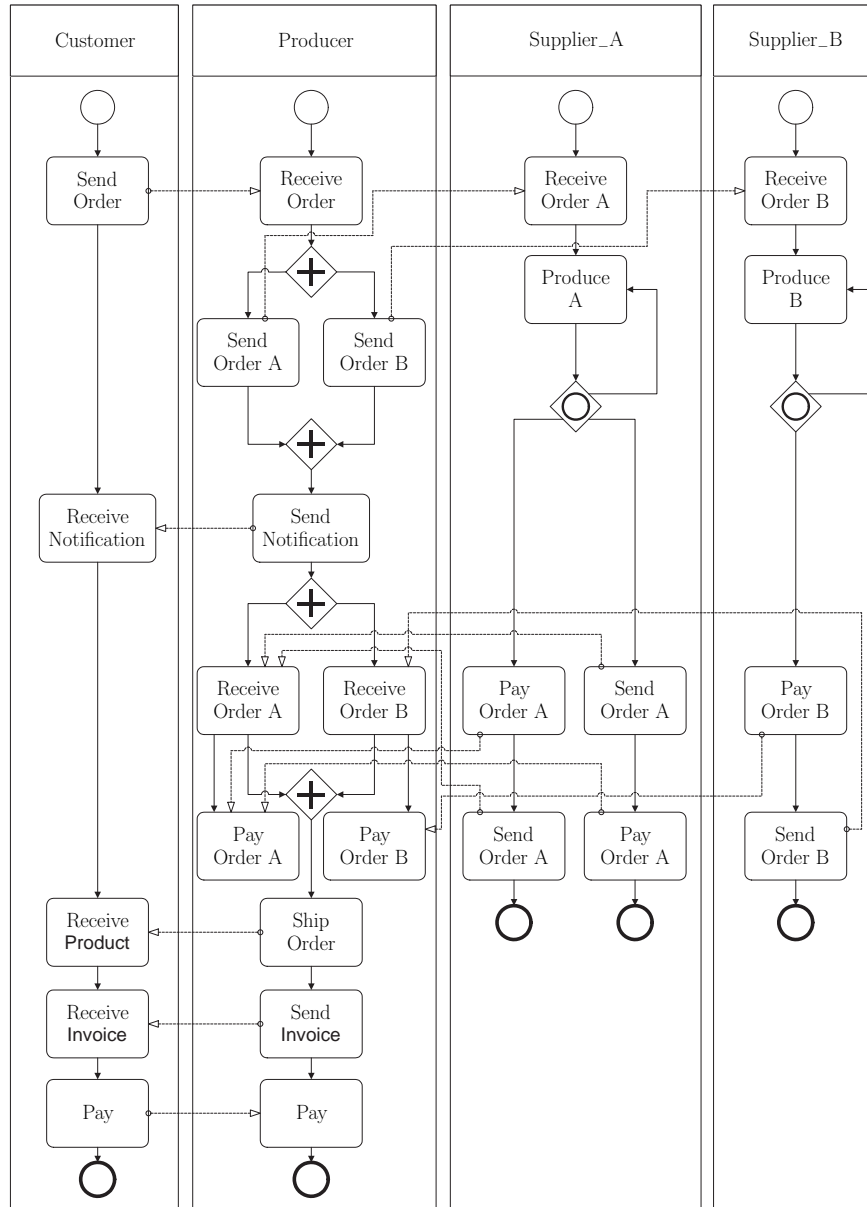 Customer
Producer
Supplier_A
Supplier_B
Send
Order
Receive
Order
Receive
Order A
Receive
Order B
Produce
A
Produce
B
Send
Order A
Send
Order B
Receive
Notification
Send
Notification
Receive
Order A
Receive
Order B
Pay
Order A
Send
Order A
Pay
Order B
Pay
Order A
Pay
Order B
Send
Order A
Pay
Order A
Send
Order B
Receive
Product
Ship
Order
Receive
Invoice
Send
Invoice
Pay
Pay